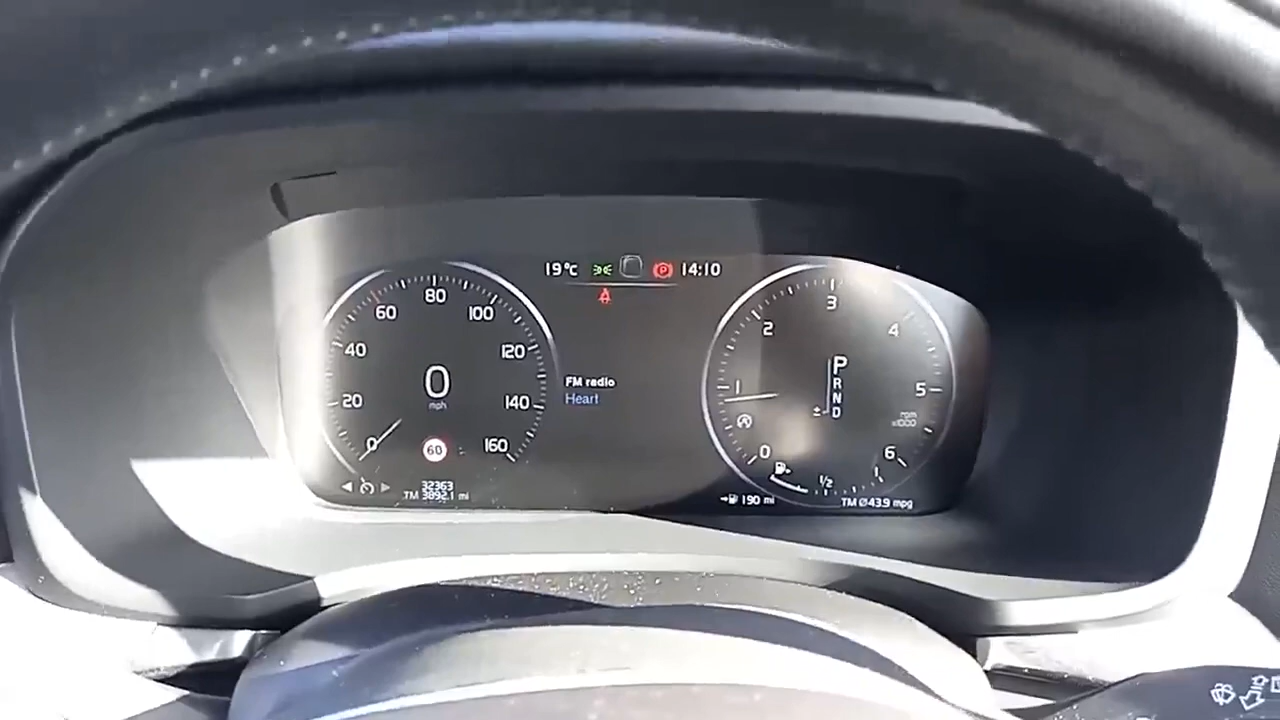 19°C 14:10
80
60 100
40 120
20 140
0 160
0
mph
60
32363
TM 3892.1 mi
FM radio
Heart
3
2 4
1 5
0 6
P
R
N
D
±
rpm
x1000
A
1/2
190 mi
TM Ø43.9 mpg
P